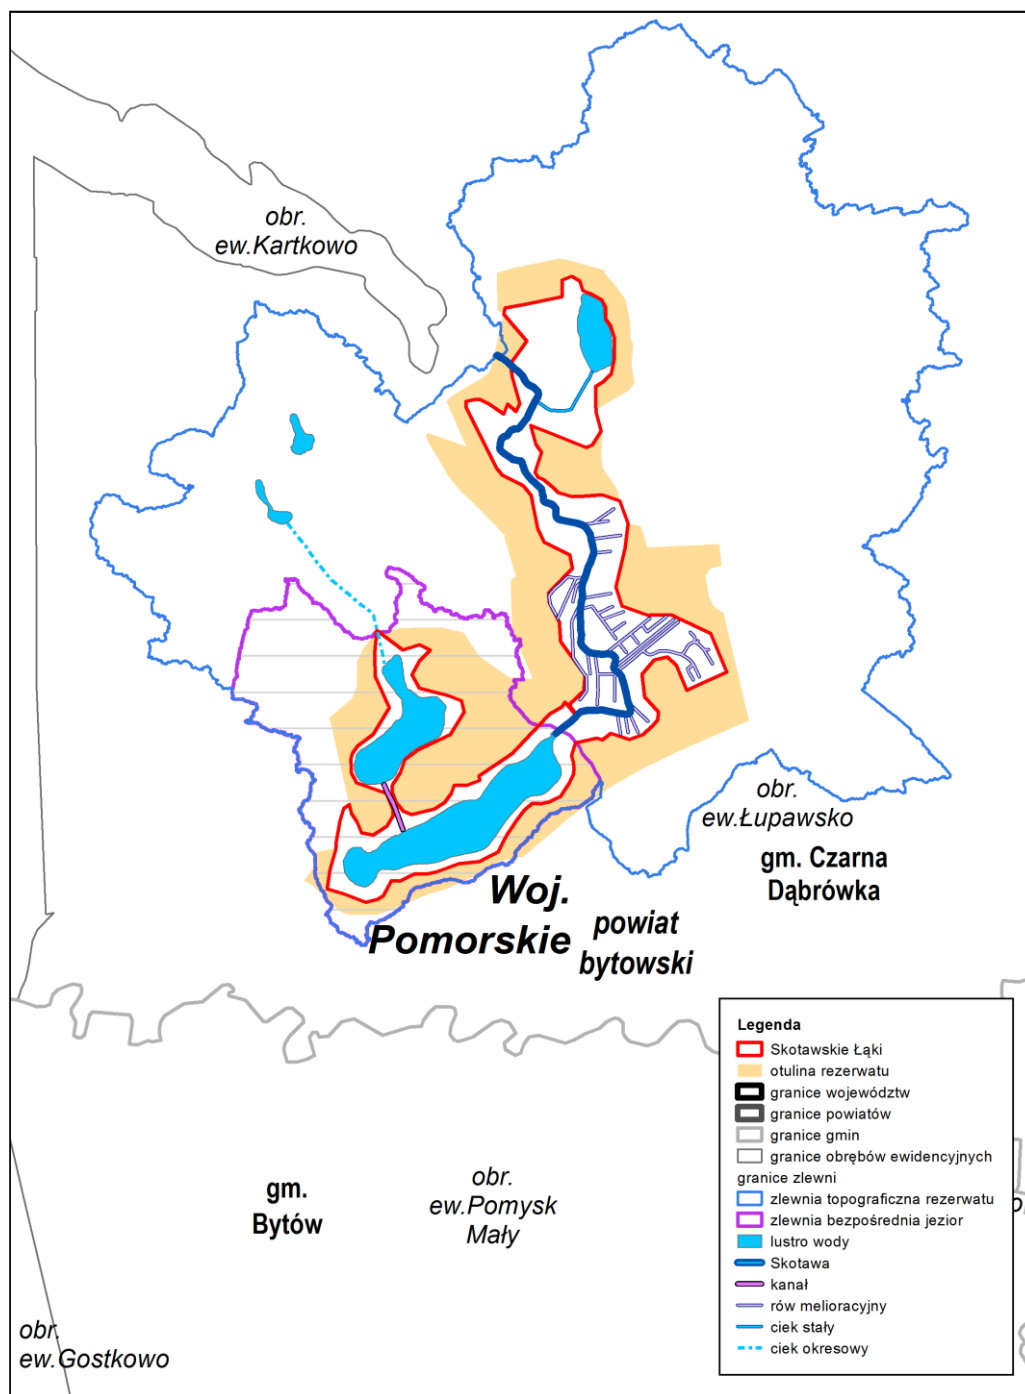 obr.
ew.Kartkowo
obr.
ew.Łupawsko
gm. Czarna
Dąbrówka
Woj.
Pomorskie
powiat
bytowski
Legenda
Skotawskie Łąki
otulina rezerwatu
granice województw
granice powiatów
granice gmin
granice obrębów ewidencyjnych
granice zlewni
zlewnia topograficzna rezerwatu
zlewnia bezpośrednia jezior
lustro wody
Skotawa
kanał
rów melioracyjny
ciek stały
ciek okresowy
gm.
Bytów
obr.
ew.Pomysk
Mały
obr.
ew.Gostkowo